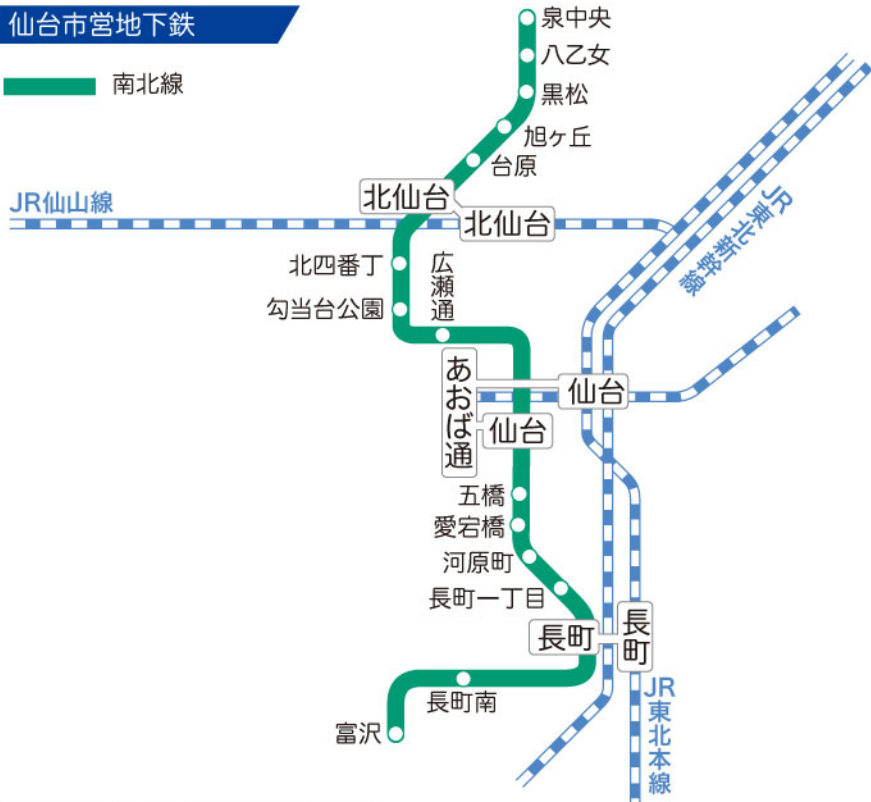 仙台市営地下鉄
南北線
泉中央
八乙女
黒松
旭ヶ丘
台原
北仙台
北仙台
JR仙山線
JR東北新幹線
北四番丁
広瀬通
勾当台公園
あおば通
仙台
仙台
五橋
愛宕橋
河原町
長町一丁目
長町
長町
長町南
JR東北本線
富沢